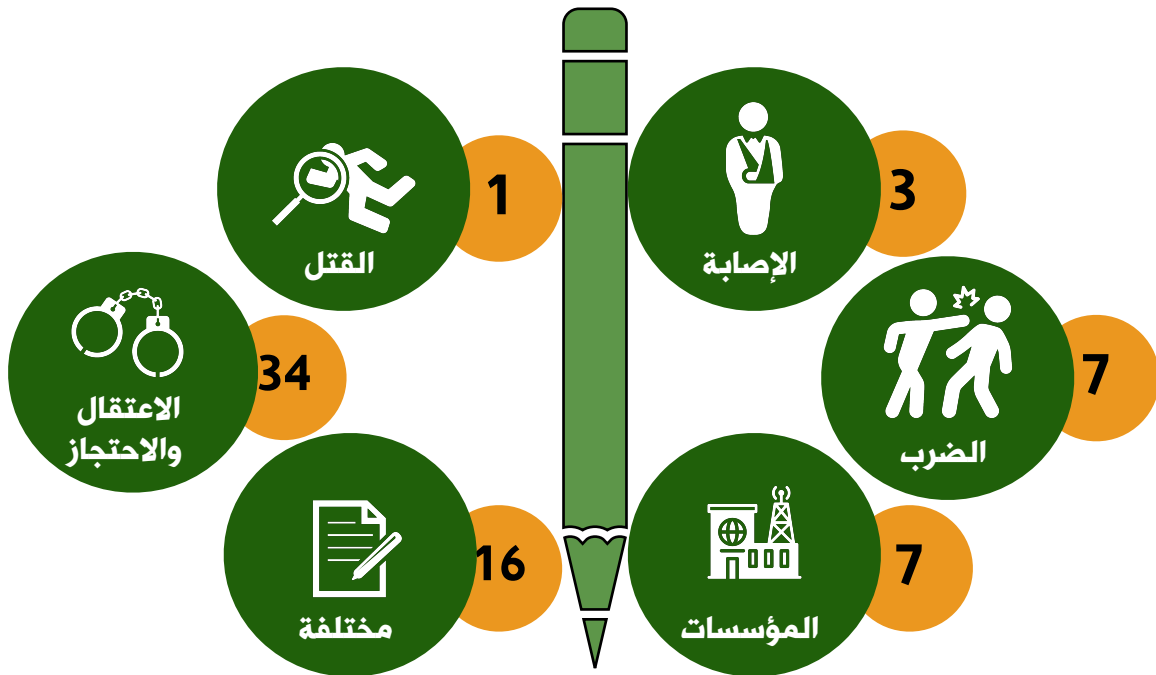 الإصابة
3
القتل
1
الضرب
7
الاعتقال
والاحتجاز
34
المؤسسات
7
مختلفة
16